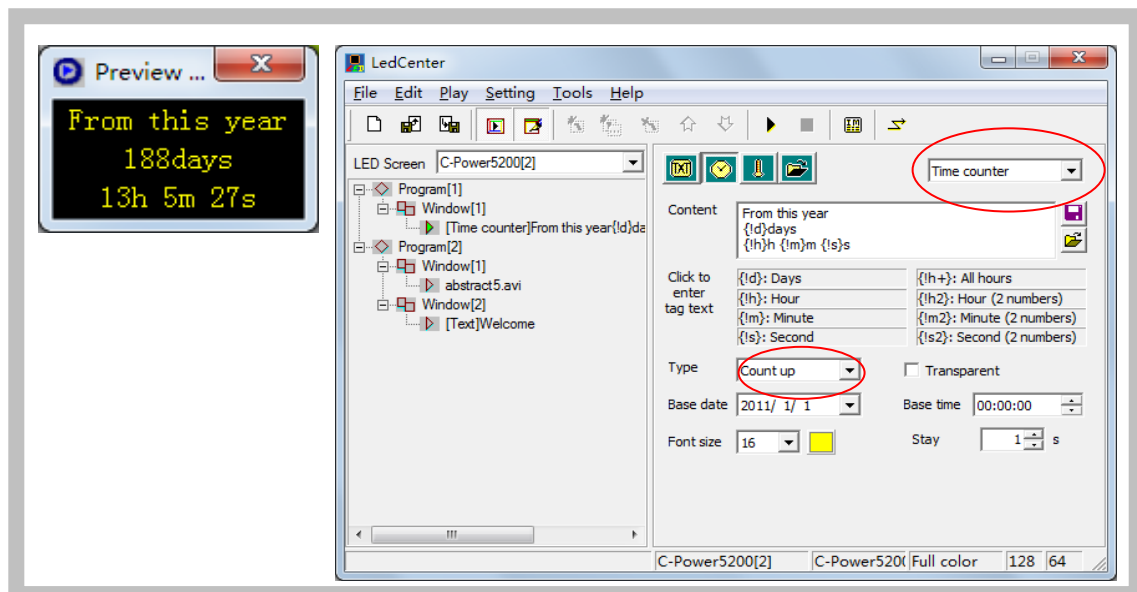 Preview ...
From this year
188days
13h 5m 27s
LedCenter
File Edit Play Setting Tools Help
LED Screen C-Power5200[2]
Program[1]
Window[1]
[Time counter]From this year{!d}da
Program[2]
Window[1]
abstract5.avi
Window[2]
[Text]Welcome
TXT
Time counter
Content
From this year
{!d}days
{!h}h {!m}m {!s}s
Click to enter tag text
{!d}: Days {!h+}: All hours
{!h}: Hour {!h2}: Hour (2 numbers)
{!m}: Minute {!m2}: Minute (2 numbers)
{!s}: Second {!s2}: Second (2 numbers)
Type Count up Transparent
Base date 2011/ 1/ 1 Base time 00:00:00
Font size 16 Stay 1 s
C-Power5200[2] C-Power520( Full color 128 64